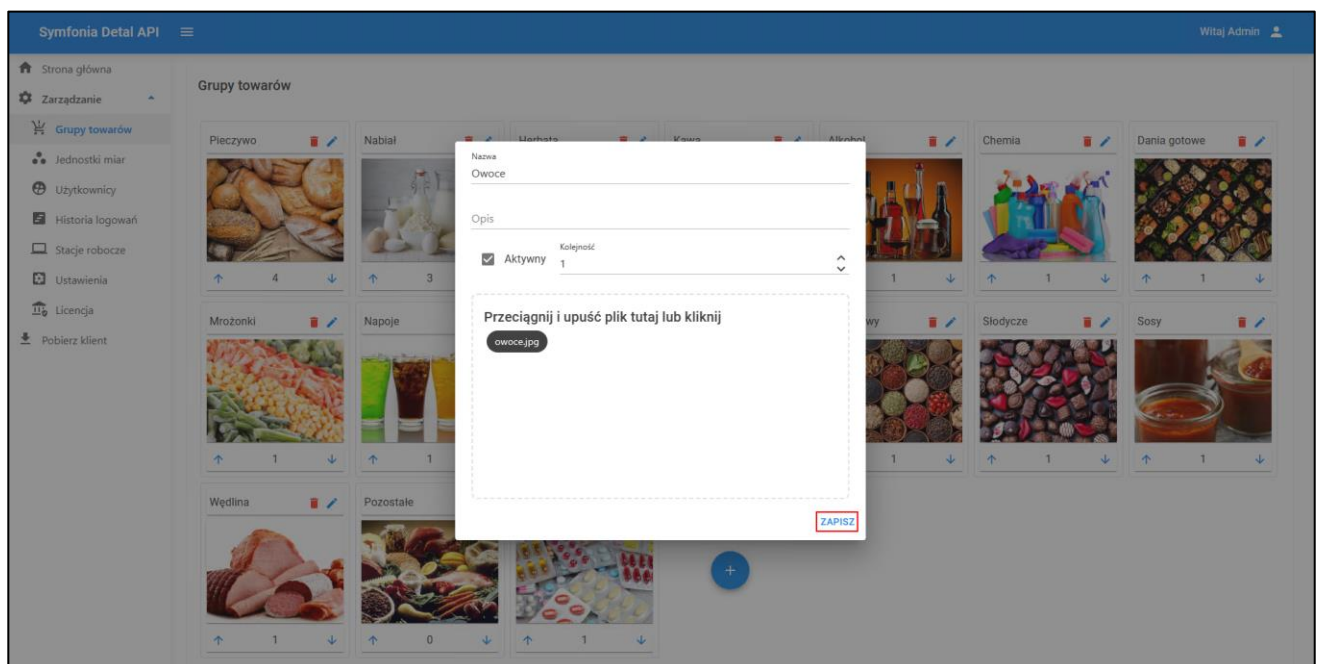 Symfonia Detal API
Witaj Admin
Strona główna
Zarządzanie
Grupy towarów
Jednostki miar
Użytkownicy
Historia logowań
Stacje robocze
Ustawienia
Licencja
Pobierz klient
Grupy towarów
Pieczywo
Nabiał
Herbata
Kawa
Alkohol
Chemia
Dania gotowe
4
3
1
1
1
Mrożonki
Napoje
wy
Słodycze
Sosy
1
1
1
1
1
Wędlina
Pozostałe
1
0
1
Nazwa
Owoce
Opis
Aktywny
Kolejność
1
Przeciągnij i upuść plik tutaj lub kliknij
owoce.jpg
ZAPISZ